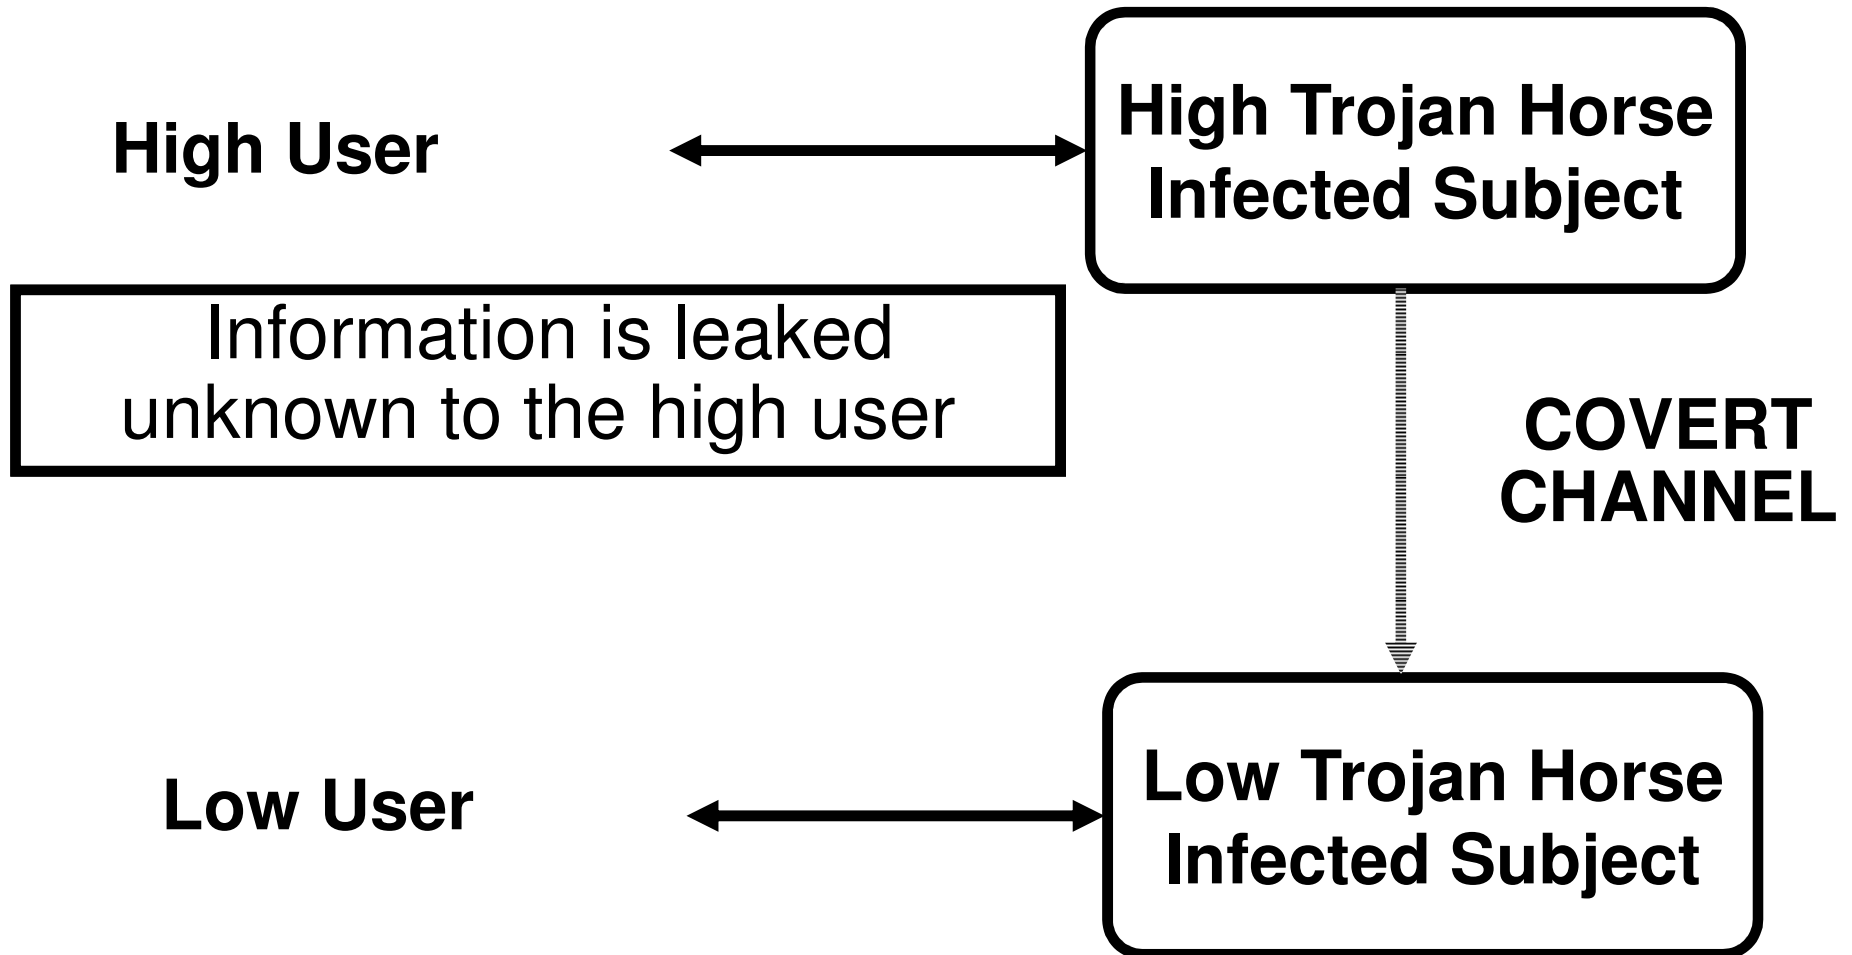 High User
High Trojan Horse
Infected Subject
Information is leaked
unknown to the high user
COVERT
CHANNEL
Low User
Low Trojan Horse
Infected Subject